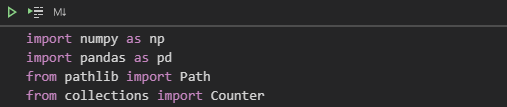 M↓
import numpy as np
import pandas as pd
from pathlib import Path
from collections import Counter